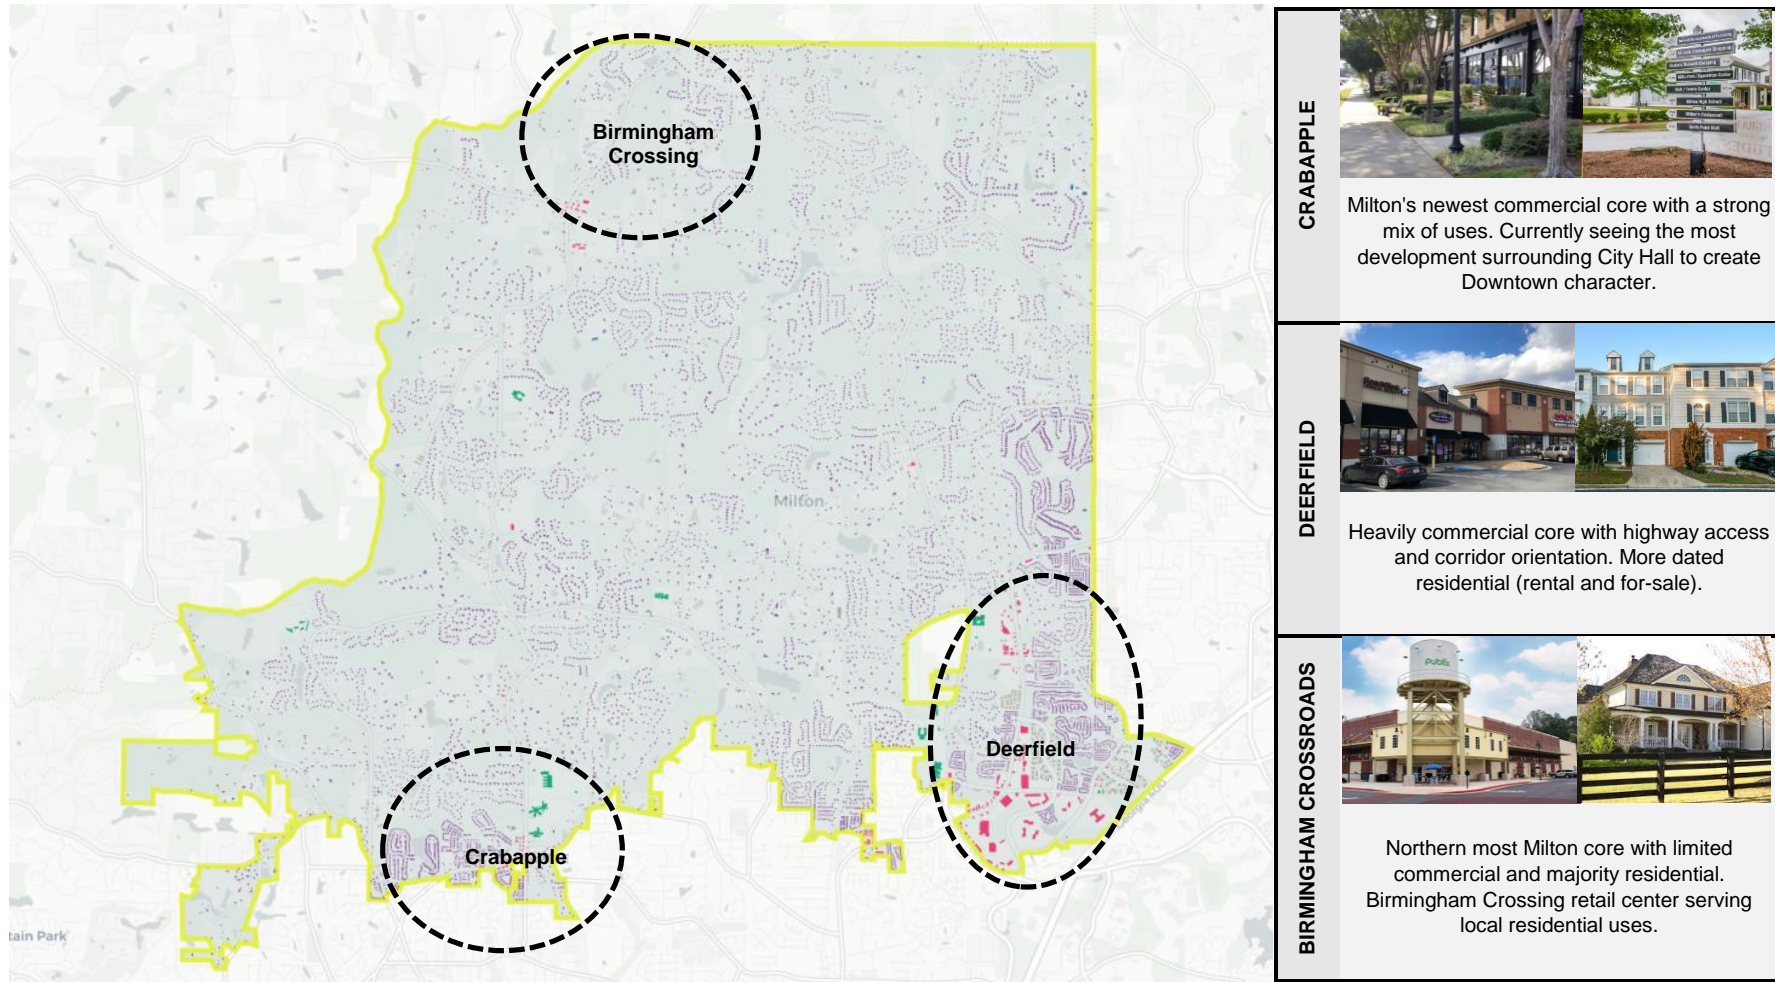 Birmingham
Crossing
Milton
Deerfield
Crabapple
tain Park
CRABAPPLE
Milton's newest commercial core with a strong
mix of uses. Currently seeing the most
development surrounding City Hall to create
Downtown character.
DEERFIELD
Heavily commercial core with highway access
and corridor orientation. More dated
residential (rental and for-sale).
BIRMINGHAM CROSSROADS
Publix
Northern most Milton core with limited
commercial and majority residential.
Birmingham Crossing retail center serving
local residential uses.